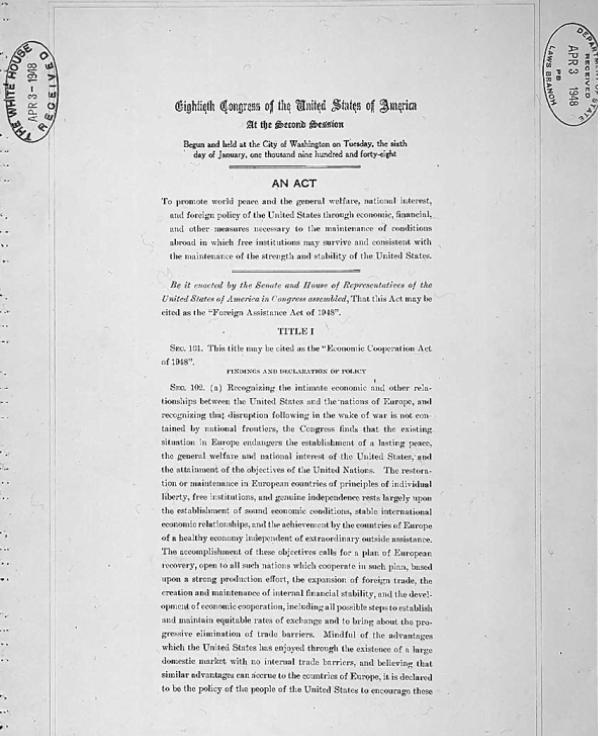 THE WHITE HOUSE
APR 3 - 1948
RECEIVED
DEPARTMENT OF STATE
RECEIVED
APR 3 1948
PB
LAWS BRANCH
Eightieth Congress of the United States of America
At the Second Session
Begun and held at the City of Washington on Tuesday, the sixth
day of January, one thousand nine hundred and forty-eight
AN ACT
To promote world peace and the general welfare, national interest,
and foreign policy of the United States through economic, financial,
and other measures necessary to the maintenance of conditions
abroad in which free institutions may survive and consistent with
the maintenance of the strength and stability of the United States.
Be it enacted by the Senate and House of Representatives of the
United States of America in Congress assembled, That this Act may be
cited as the "Foreign Assistance Act of 1948".
TITLE I
SEC. 101. This title may be cited as the "Economic Cooperation Act
of 1948".
FINDINGS AND DECLARATION OF POLICY
SEC. 102. (a) Recognizing the intimate economic and other rela-
tionships between the United States and the nations of Europe, and
recognizing that disruption following in the wake of war is not con-
tained by national frontiers, the Congress finds that the existing
situation in Europe endangers the establishment of a lasting peace,
the general welfare and national interest of the United States, and
the attainment of the objectives of the United Nations. The restora-
tion or maintenance in European countries of principles of individual
liberty, free institutions, and genuine independence rests largely upon
the establishment of sound economic conditions, stable international
economic relationships, and the achievement by the countries of Europe
of a healthy economy independent of extraordinary outside assistance.
The accomplishment of these objectives calls for a plan of European
recovery, open to all such nations which cooperate in such plan, based
upon a strong production effort, the expansion of foreign trade, the
creation and maintenance of internal financial stability, and the devel-
opment of economic cooperation, including all possible steps to establish
and maintain equitable rates of exchange and to bring about the pro-
gressive elimination of trade barriers. Mindful of the advantages
which the United States has enjoyed through the existence of a large
domestic market with no internal trade barriers, and believing that
similar advantages can accrue to the countries of Europe, it is declared
to be the policy of the people of the United States to encourage these